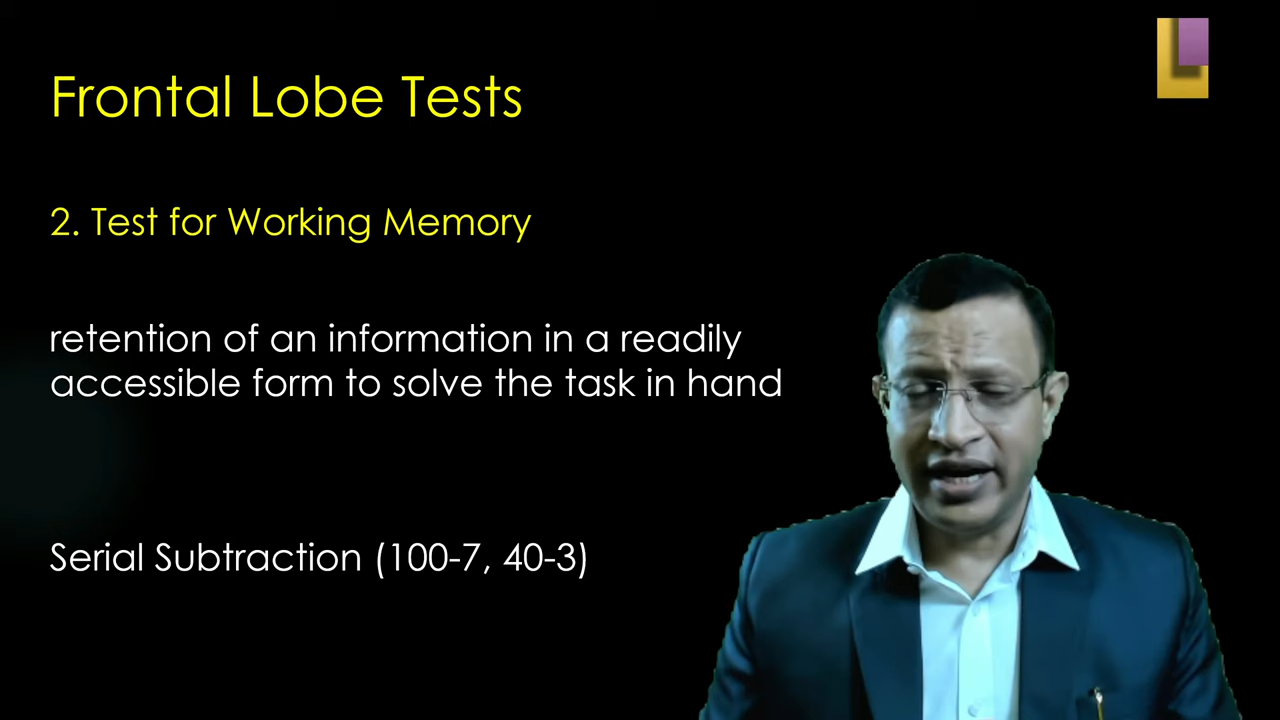 Frontal Lobe Tests
2. Test for Working Memory
retention of an information in a readily
accessible form to solve the task in hand
Serial Subtraction (100-7, 40-3)